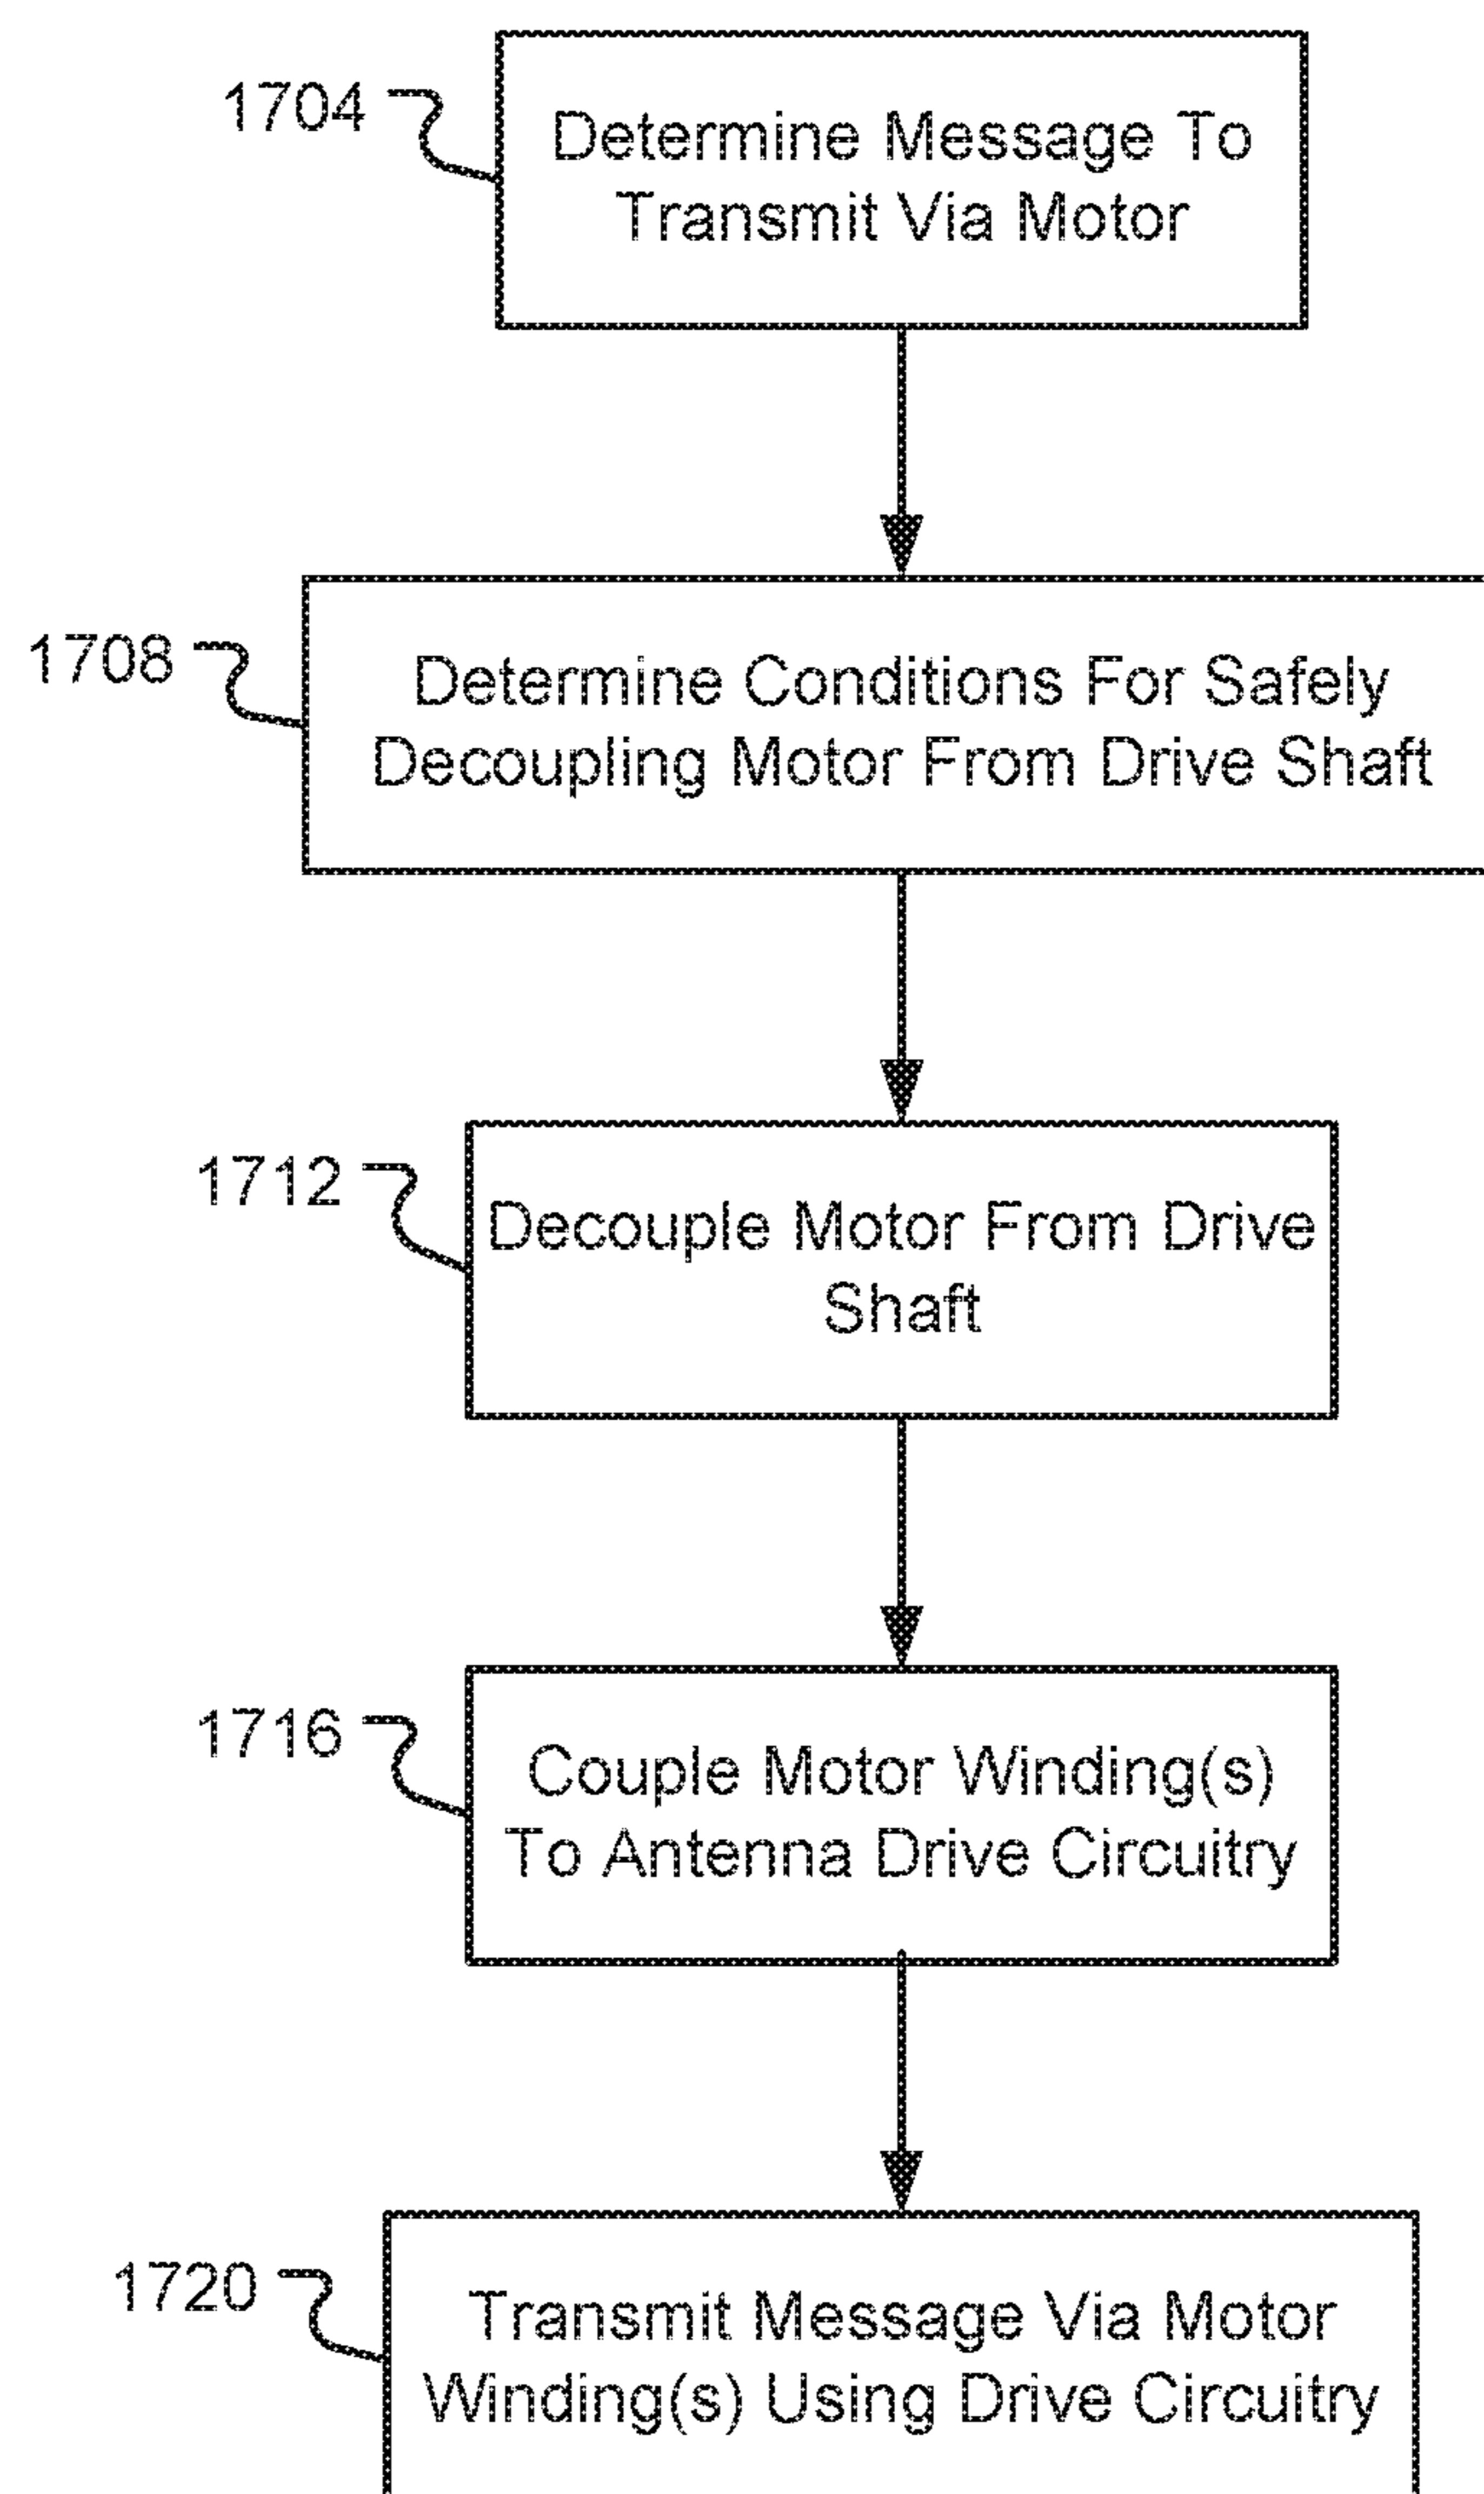 1704
Determine Message To
Transmit Via Motor
1708
Determine Conditions For Safely
Decoupling Motor From Drive Shaft
1712
Decouple Motor From Drive
Shaft
1716
Couple Motor Winding(s)
To Antenna Drive Circuitry
1720
Transmit Message Via Motor
Winding(s) Using Drive Circuitry